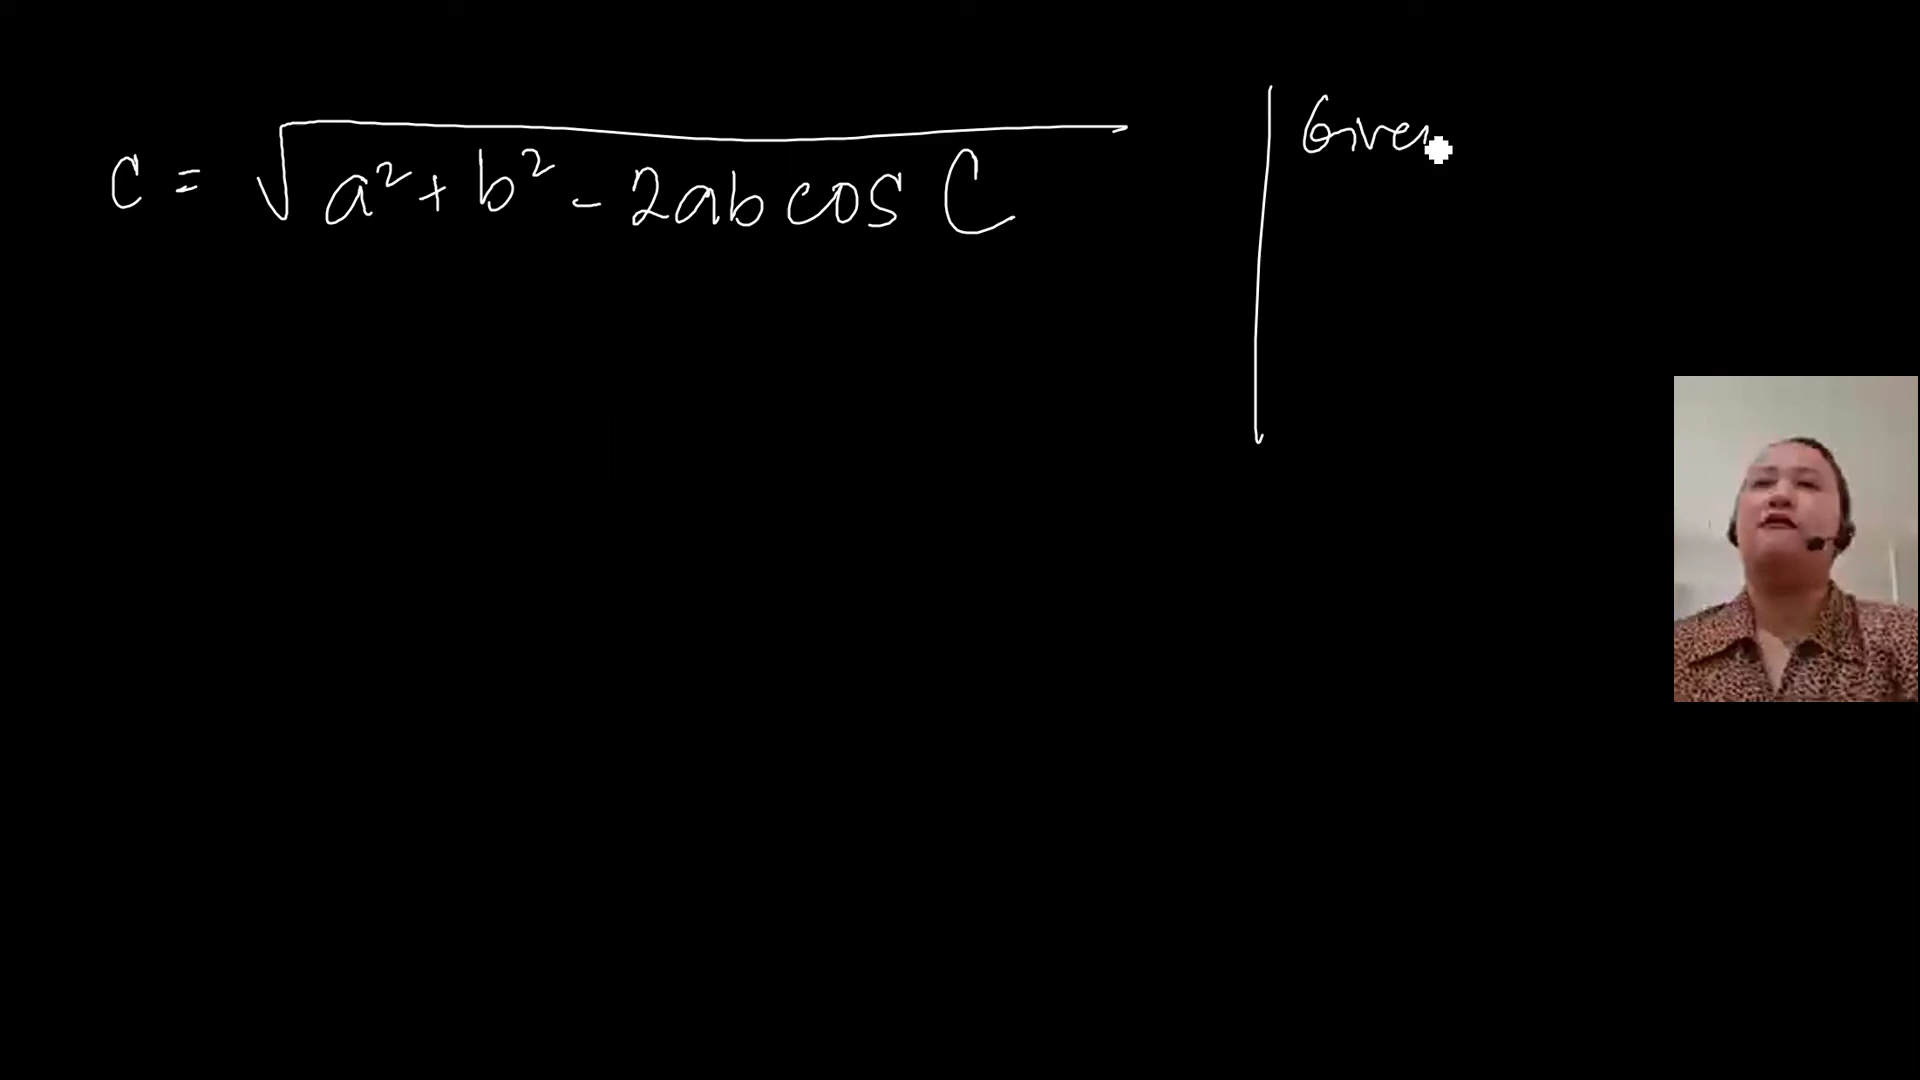 c = √a² + b² - 2ab cos C
Given